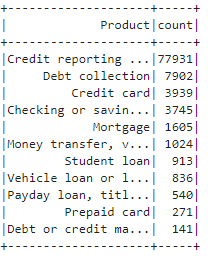 +--------------------+-----+
|             Product|count|
+--------------------+-----+
|Credit reporting ...|77931|
|     Debt collection| 7902|
|         Credit card| 3939|
|Checking or savin...| 3745|
|            Mortgage| 1605|
|Money transfer, v...| 1024|
|        Student loan|  913|
|Vehicle loan or l...|  836|
|Payday loan, titl...|  540|
|        Prepaid card|  271|
|Debt or credit ma...|  141|
+--------------------+-----+